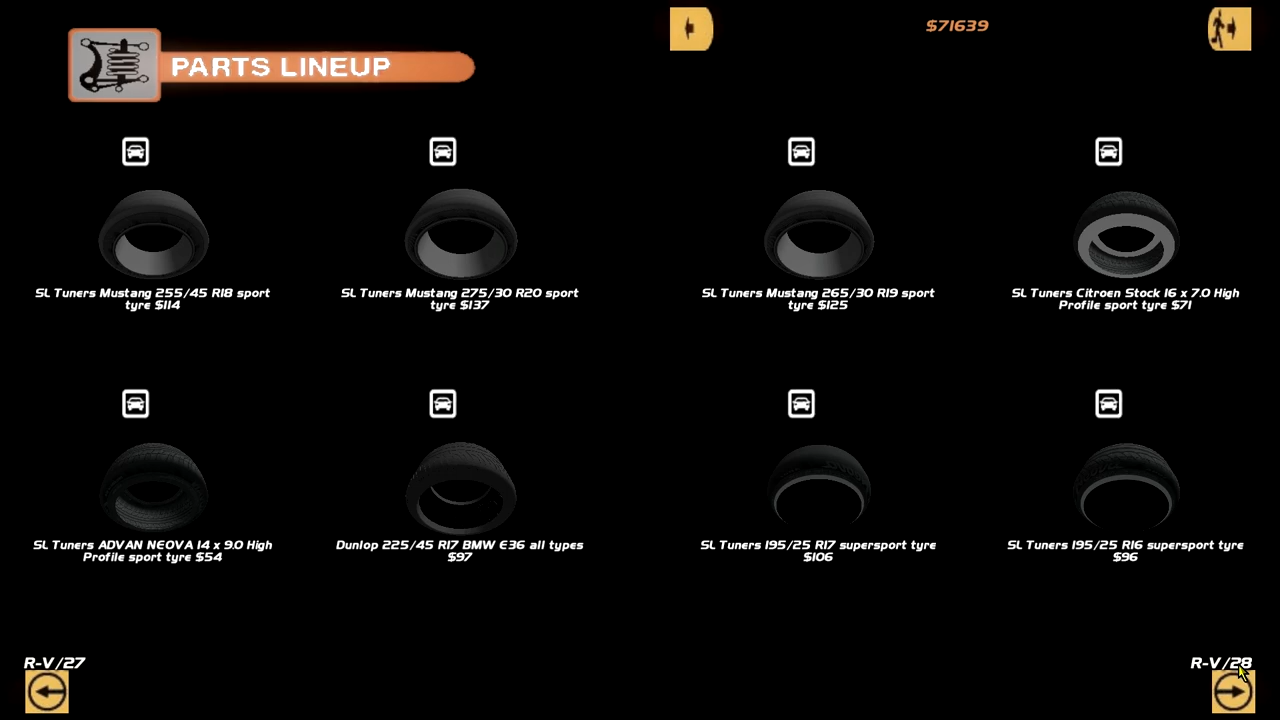 $71639
PARTS LINEUP
SL Tuners Mustang 255/45 R18 sport
tyre $114
SL Tuners Mustang 275/30 R20 sport
tyre $137
SL Tuners Mustang 265/30 R19 sport
tyre $125
SL Tuners Citroen Stock 16 x 7.0 High
Profile sport tyre $71
SL Tuners ADVAN NEOVA 14 x 9.0 High
Profile sport tyre $54
Dunlop 225/45 R17 BMW E36 all types
$97
SL Tuners 195/25 R17 supersport tyre
$106
SL Tuners 195/25 R16 supersport tyre
$96
R-V/27
R-V/28